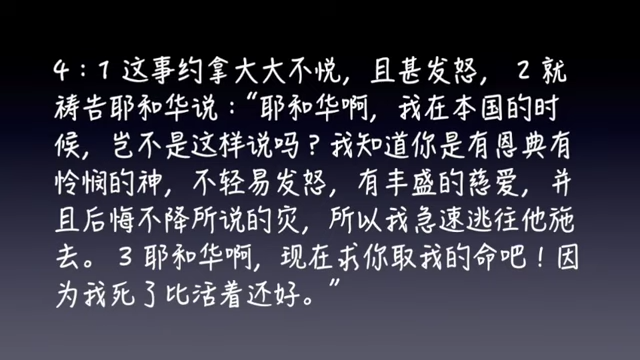 4：1 这事约拿大大不悦，且甚发怒， 2 就
祷告耶和华说：“耶和华啊，我在本国的时
候，岂不是这样说吗？我知道你是有恩典有
怜悯的神，不轻易发怒，有丰盛的慈爱，并
且后悔不降所说的灾，所以我急速逃往他施
去。 3 耶和华啊，现在求你取我的命吧！因
为我死了比活着还好。”